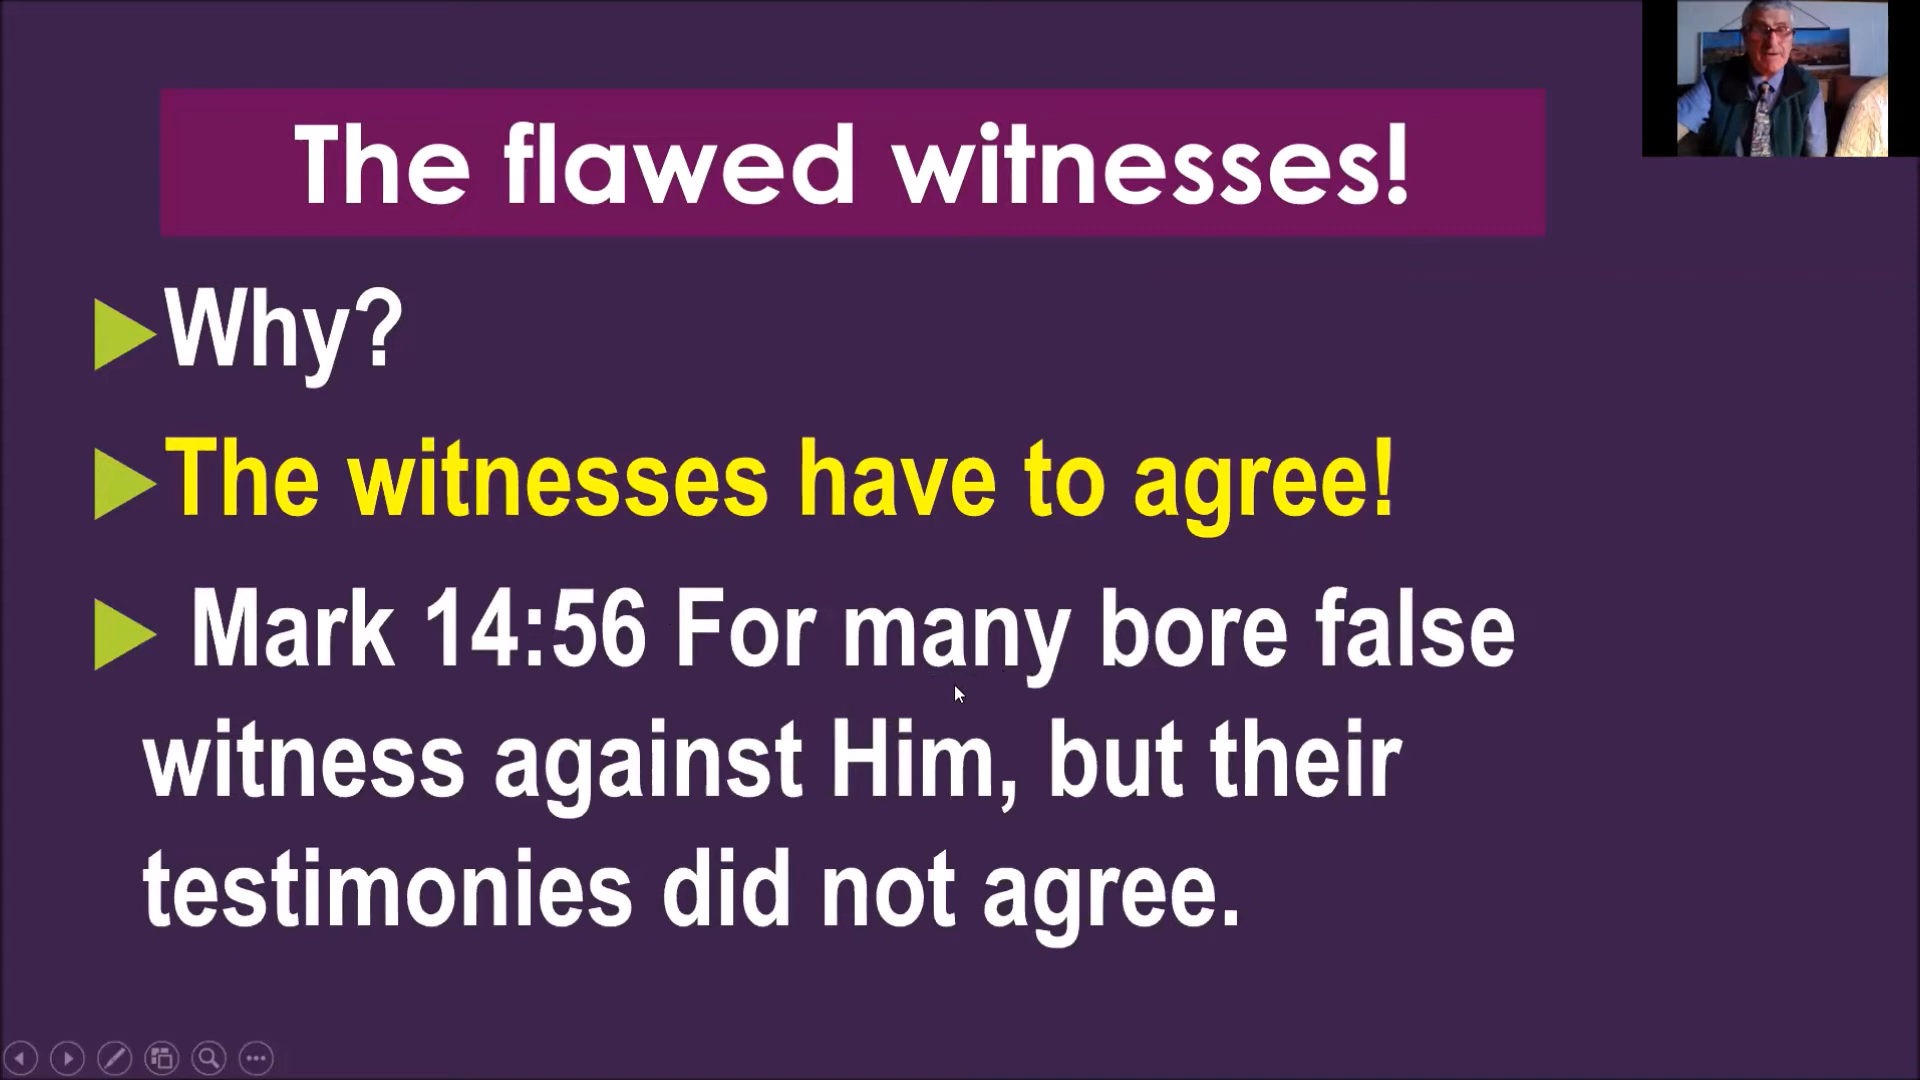 The flawed witnesses!
Why?
The witnesses have to agree!
Mark 14:56 For many bore false
witness against Him, but their
testimonies did not agree.